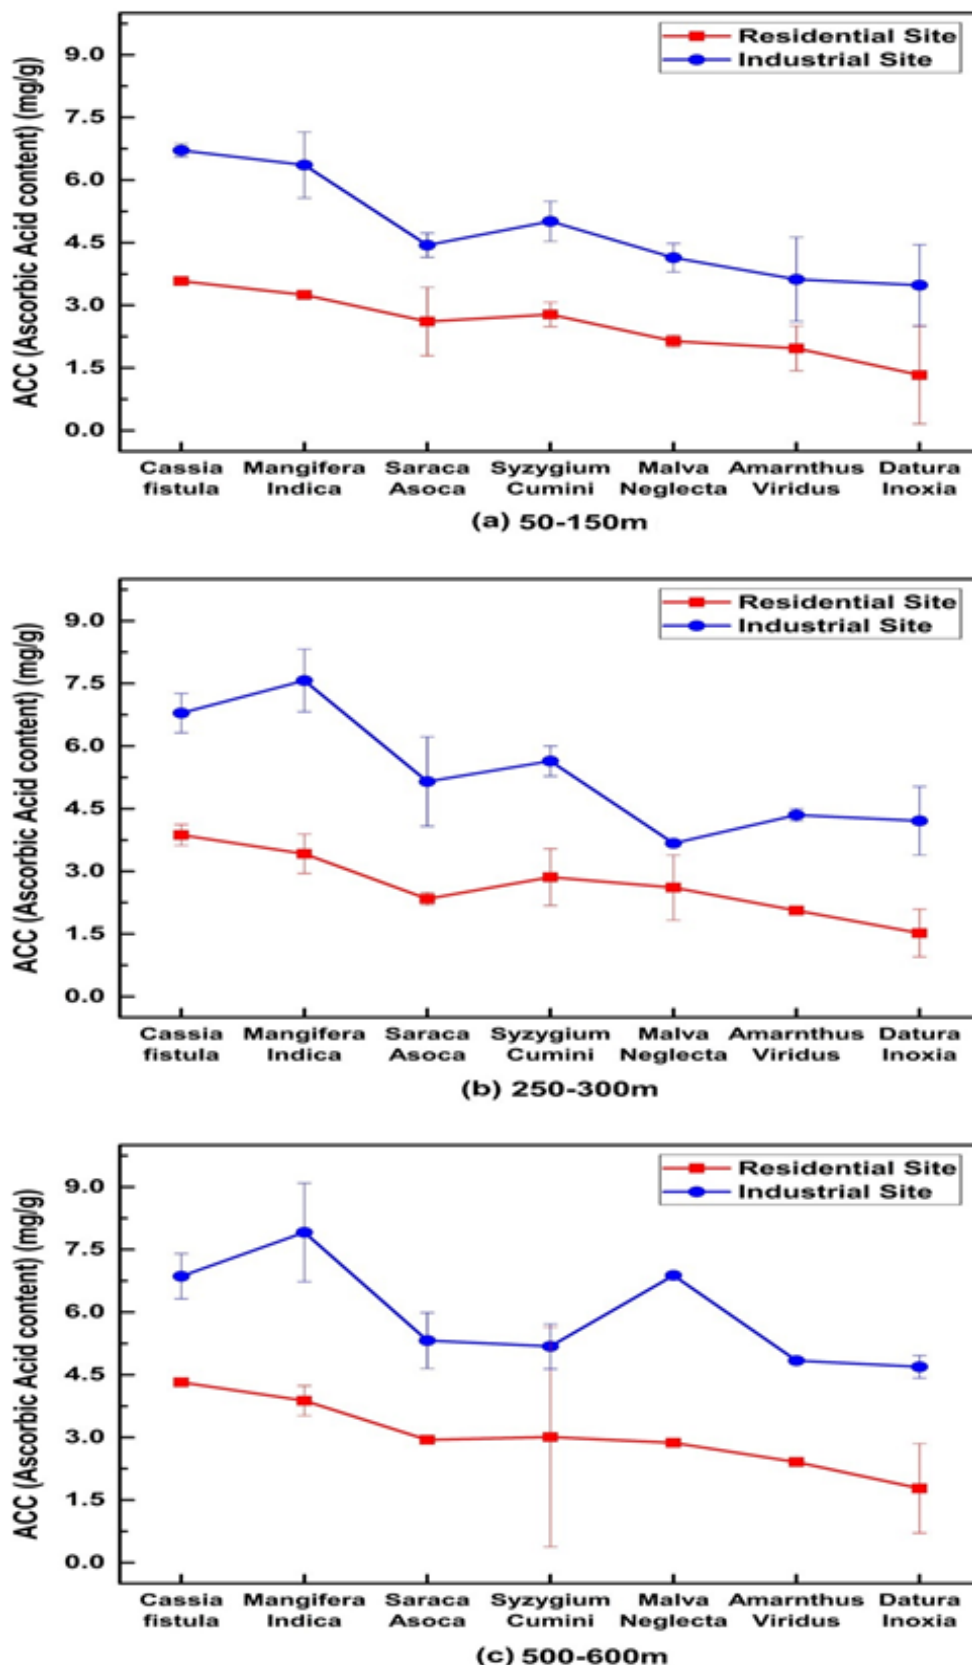 ACC (Ascorbic Acid content) (mg/g)
Residential Site
Industrial Site
9.0
7.5
6.0
4.5
3.0
1.5
0.0
Cassia Mangifera Saraca Syzygium Malva Amarnthus Datura
fistula Indica Asoca Cumini Neglecta Viridus Inoxia
(a) 50-150m
ACC (Ascorbic Acid content) (mg/g)
Residential Site
Industrial Site
9.0
7.5
6.0
4.5
3.0
1.5
0.0
Cassia Mangifera Saraca Syzygium Malva Amarnthus Datura
fistula Indica Asoca Cumini Neglecta Viridus Inoxia
(b) 250-300m
ACC (Ascorbic Acid content) (mg/g)
Residential Site
Industrial Site
9.0
7.5
6.0
4.5
3.0
1.5
0.0
Cassia Mangifera Saraca Syzygium Malva Amarnthus Datura
fistula Indica Asoca Cumini Neglecta Viridus Inoxia
(c) 500-600m